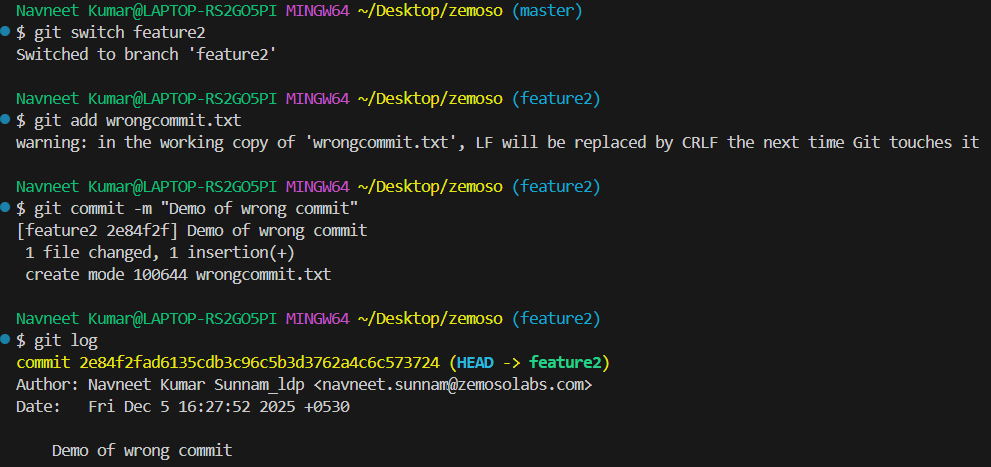 Navneet Kumar@LAPTOP-RS2GO5PI MINGW64 ~/Desktop/zemoso (master)
$ git switch feature2
Switched to branch 'feature2'
Navneet Kumar@LAPTOP-RS2GO5PI MINGW64 ~/Desktop/zemoso (feature2)
$ git add wrongcommit.txt
warning: in the working copy of 'wrongcommit.txt', LF will be replaced by CRLF the next time Git touches it
Navneet Kumar@LAPTOP-RS2GO5PI MINGW64 ~/Desktop/zemoso (feature2)
$ git commit -m "Demo of wrong commit"
[feature2 2e84f2f] Demo of wrong commit
1 file changed, 1 insertion(+)
create mode 100644 wrongcommit.txt
Navneet Kumar@LAPTOP-RS2GO5PI MINGW64 ~/Desktop/zemoso (feature2)
$ git log
commit 2e84f2fad6135cdb3c96c5b3d3762a4c6c573724 (HEAD -> feature2)
Author: Navneet Kumar Sunnam_ldp <navneet.sunnam@zemosolabs.com>
Date:   Fri Dec 5 16:27:52 2025 +0530
Demo of wrong commit